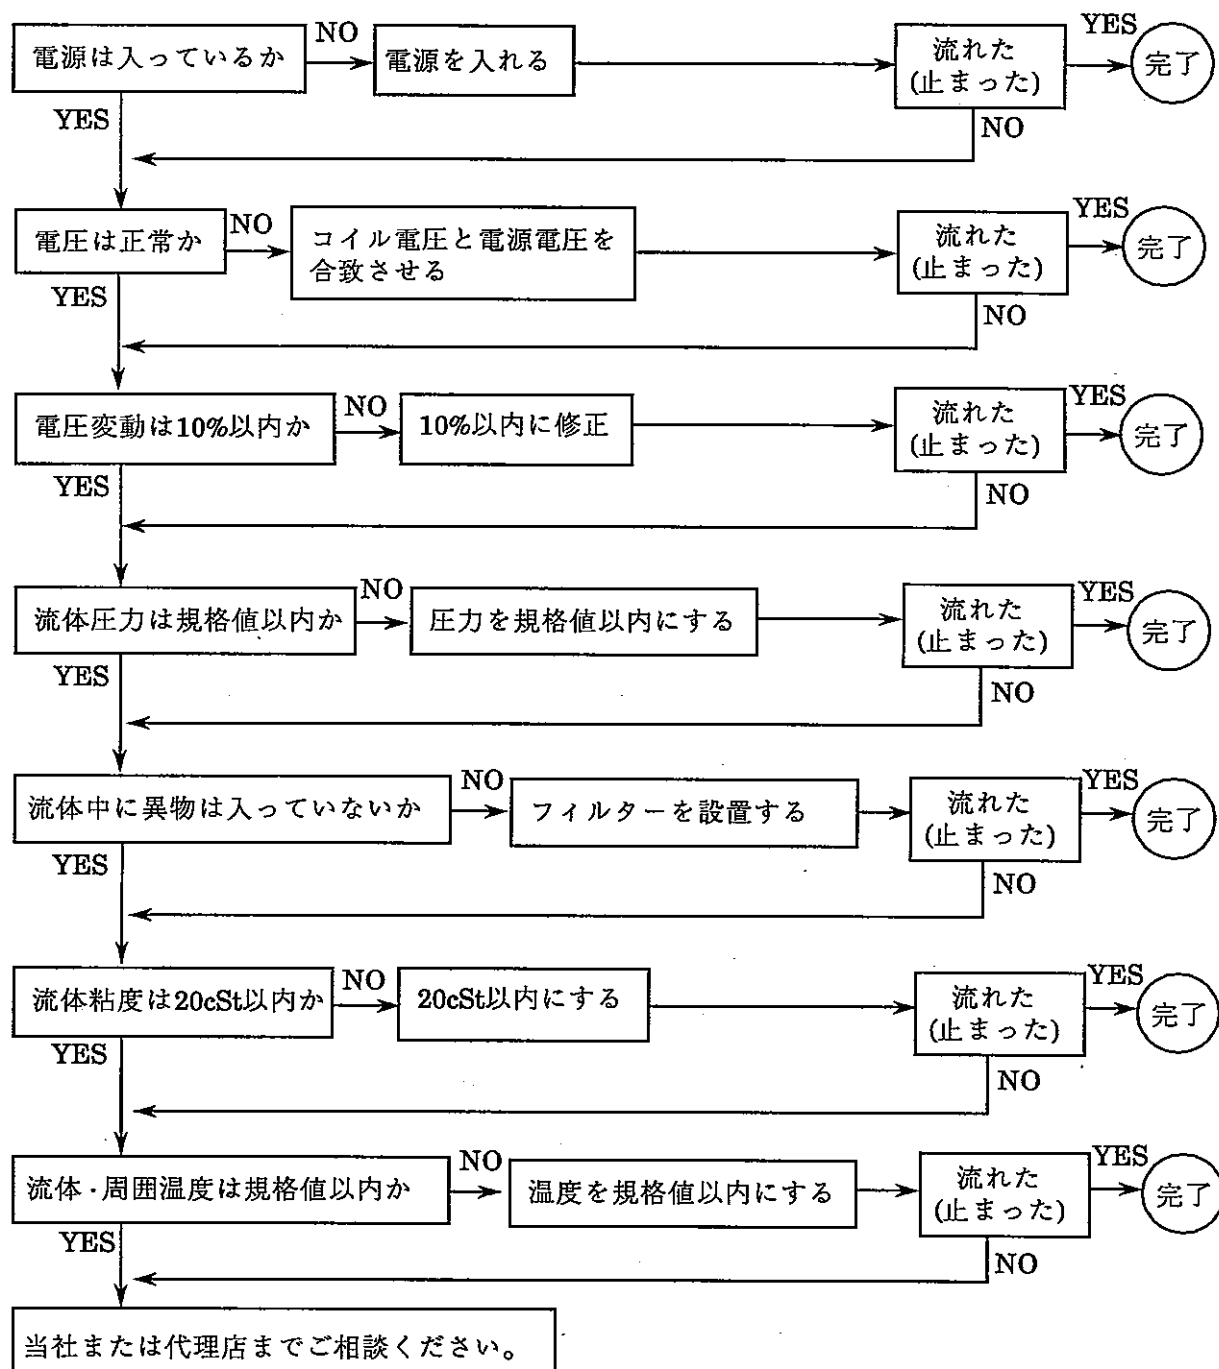 電源は入っているか
NO
電源を入れる
流れた
(止まった)
YES
完了
YES
NO
電圧は正常か
NO
コイル電圧と電源電圧を
合致させる
流れた
(止まった)
YES
完了
YES
NO
電圧変動は10%以内か
NO
10%以内に修正
流れた
(止まった)
YES
完了
YES
NO
流体圧力は規格値以内か
NO
圧力を規格値以内にする
流れた
(止まった)
YES
完了
YES
NO
流体中に異物は入っていないか
NO
フィルターを設置する
流れた
(止まった)
YES
完了
YES
NO
流体粘度は20cSt以内か
NO
20cSt以内にする
流れた
(止まった)
YES
完了
YES
NO
流体・周囲温度は規格値以内か
NO
温度を規格値以内にする
流れた
(止まった)
YES
完了
YES
NO
当社または代理店までご相談ください。